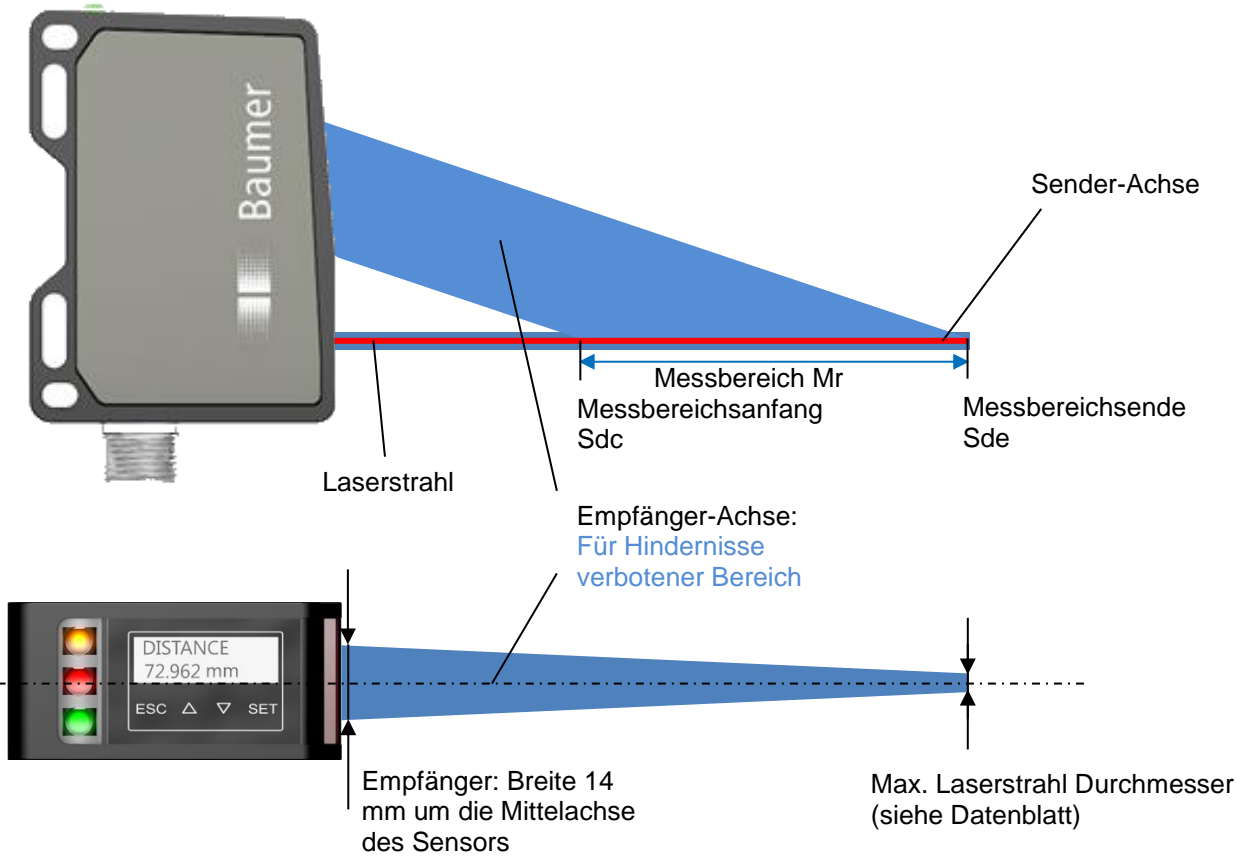 Baumer
Sender-Achse
Messbereich Mr
Messbereichsanfang
Sdc
Messbereichsende
Sde
Laserstrahl
Empfänger-Achse:
Für Hindernisse
verbotener Bereich
DISTANCE
72.962 mm
ESC △ ▽ SET
Empfänger: Breite 14
mm um die Mittelachse
des Sensors
Max. Laserstrahl Durchmesser
(siehe Datenblatt)